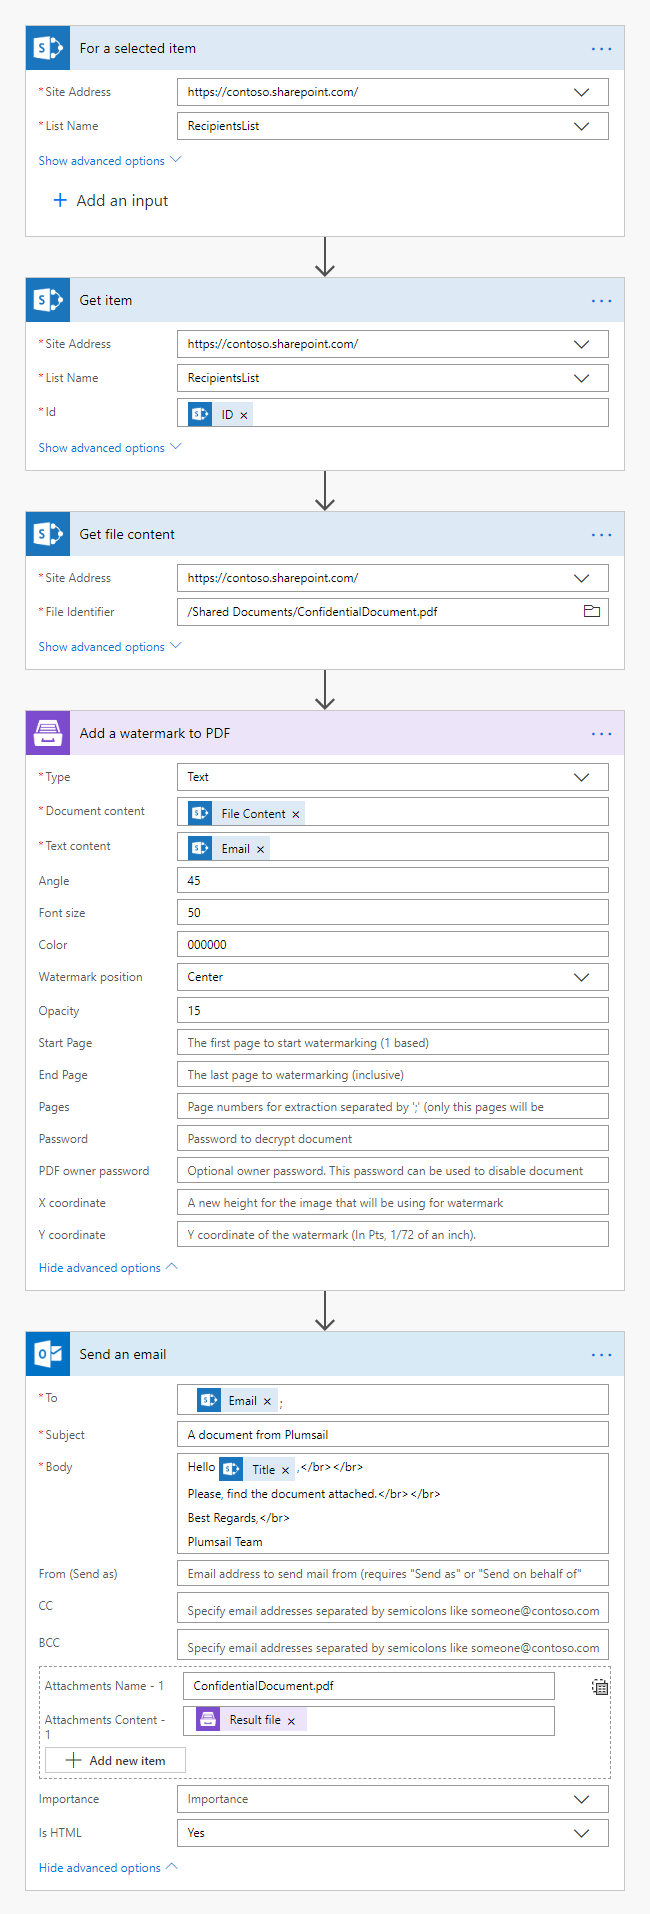 For a selected item
* Site Address
https://contoso.sharepoint.com/
* List Name
RecipientsList
Show advanced options
+ Add an input
Get item
* Site Address
https://contoso.sharepoint.com/
* List Name
RecipientsList
* Id
ID ×
Show advanced options
Get file content
* Site Address
https://contoso.sharepoint.com/
* File Identifier
/Shared Documents/ConfidentialDocument.pdf
Show advanced options
Add a watermark to PDF
* Type
Text
* Document content
File Content ×
* Text content
Email ×
Angle
45
Font size
50
Color
000000
Watermark position
Center
Opacity
15
Start Page
The first page to start watermarking (1 based)
End Page
The last page to watermarking (inclusive)
Pages
Page numbers for extraction separated by ';' (only this pages will be
Password
Password to decrypt document
PDF owner password
Optional owner password. This password can be used to disable document
X coordinate
A new height for the image that will be using for watermark
Y coordinate
Y coordinate of the watermark (In Pts, 1/72 of an inch).
Hide advanced options
Send an email
* To
Email × ;
* Subject
A document from Plumsail
* Body
Hello Title × ,</br></br>
Please, find the document attached.</br></br>
Best Regards,</br>
Plumsail Team
From (Send as)
Email address to send mail from (requires "Send as" or "Send on behalf of"
CC
Specify email addresses separated by semicolons like someone@contoso.com
BCC
Specify email addresses separated by semicolons like someone@contoso.com
Attachments Name - 1
ConfidentialDocument.pdf
Attachments Content -
1
Result file ×
+ Add new item
Importance
Importance
Is HTML
Yes
Hide advanced options